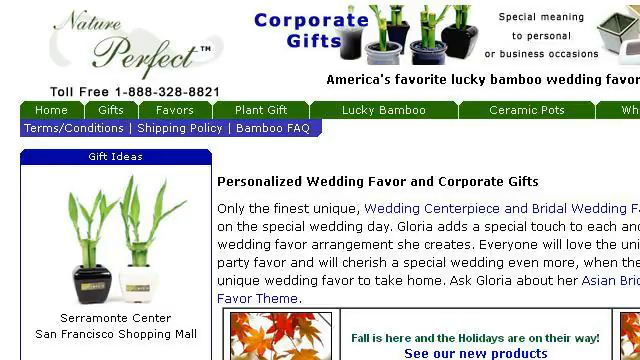 Nature
Perfect™
Toll Free 1-888-328-8821
Corporate
Gifts
Special meaning
to personal
or business occasions
America's favorite lucky bamboo wedding favor
Home
Gifts
Favors
Plant Gift
Lucky Bamboo
Ceramic Pots
Wh
Terms/Conditions | Shipping Policy | Bamboo FAQ
Gift Ideas
Serramonte Center
San Francisco Shopping Mall
Personalized Wedding Favor and Corporate Gifts
Only the finest unique, Wedding Centerpiece and Bridal Wedding F
on the special wedding day. Gloria adds a special touch to each and
wedding favor arrangement she creates. Everyone will love the uni
party favor and will cherish a special wedding even more, when the
unique wedding favor to take home. Ask Gloria about her Asian Brid
Favor Theme.
Fall is here and the Holidays are on their way!
See our new products